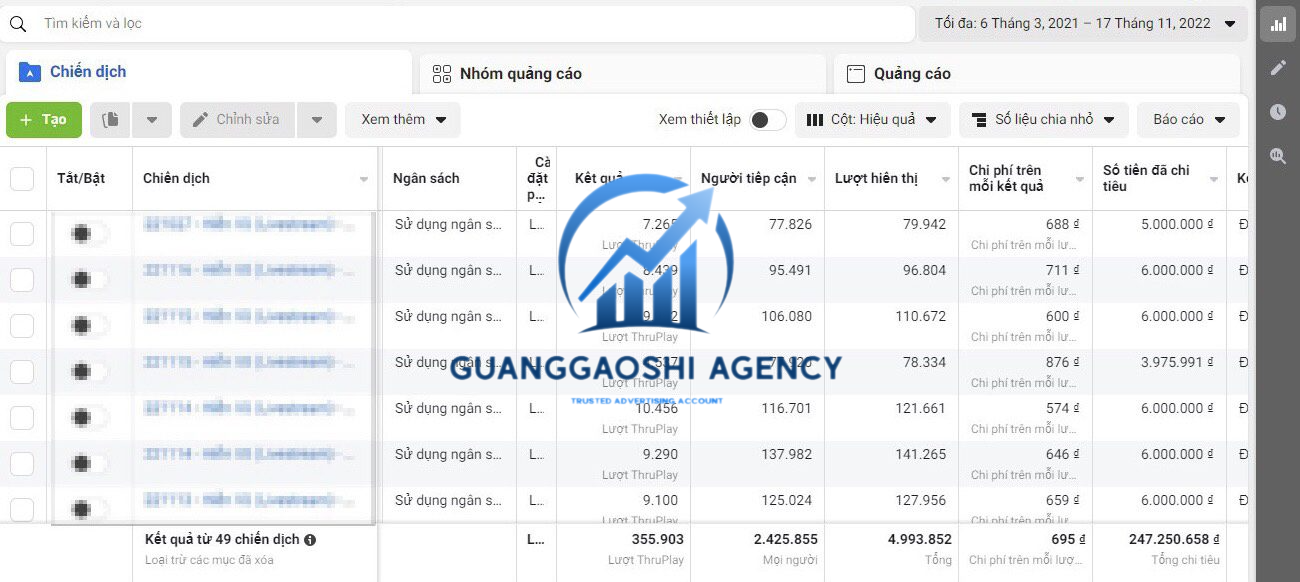 Tìm kiếm và lọc
Tối đa: 6 Tháng 3, 2021 – 17 Tháng 11, 2022
Chiến dịch
Nhóm quảng cáo
Quảng cáo
+ Tạo
Chỉnh sửa
Xem thêm
Xem thiết lập
Cột: Hiệu quả
Số liệu chia nhỏ
Báo cáo
Tắt/Bật
Chiến dịch
Ngân sách
Cà
đặt
p...
Kết quả
Người tiếp cận
Lượt hiển thị
Chi phí trên
mỗi kết quả
Số tiền đã chi
tiêu
Sử dụng ngân s... L... 7.265 77.826 79.942 688 ₫ 5.000.000 ₫ Đ
Lượt ThruPlay Chi phí trên mỗi lư...
Sử dụng ngân s... L... 8.439 95.491 96.804 711 ₫ 6.000.000 ₫ Đ
Lượt ThruPlay Chi phí trên mỗi lư...
Sử dụng ngân s... L... 106.080 110.672 600 ₫ 6.000.000 ₫ Đ
Lượt ThruPlay Chi phí trên mỗi lư...
Sử dụng ngân s... L... 78.334 876 ₫ 3.975.991 ₫ Đ
Lượt ThruPlay Chi phí trên mỗi lư...
GUANGGAOSHI AGENCY
TRUSTED ADVERTISING ACCOUNT
Sử dụng ngân s... L... 10.456 116.701 121.661 574 ₫ 6.000.000 ₫ Đ
Lượt ThruPlay Chi phí trên mỗi lư...
Sử dụng ngân s... L... 9.290 137.982 141.265 646 ₫ 6.000.000 ₫ Đ
Lượt ThruPlay Chi phí trên mỗi lư...
Sử dụng ngân s... L... 9.100 125.024 127.956 659 ₫ 6.000.000 ₫ Đ
Lượt ThruPlay Chi phí trên mỗi lư...
Kết quả từ 49 chiến dịch L... 355.903 2.425.855 4.993.852 695 ₫ 247.250.658 ₫
Loại trừ các mục đã xóa Lượt ThruPlay Mọi người Tổng Chi phí trên mỗi lượ... Tổng chi tiêu